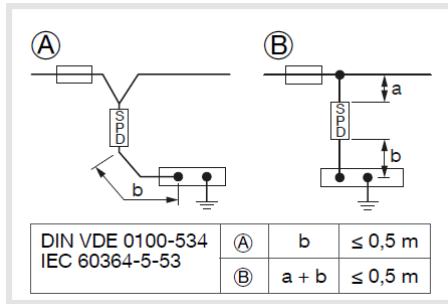 A
B
SPD
SPD
a
b
b
DIN VDE 0100-534
IEC 60364-5-53
A b ≤ 0,5 m
B a + b ≤ 0,5 m